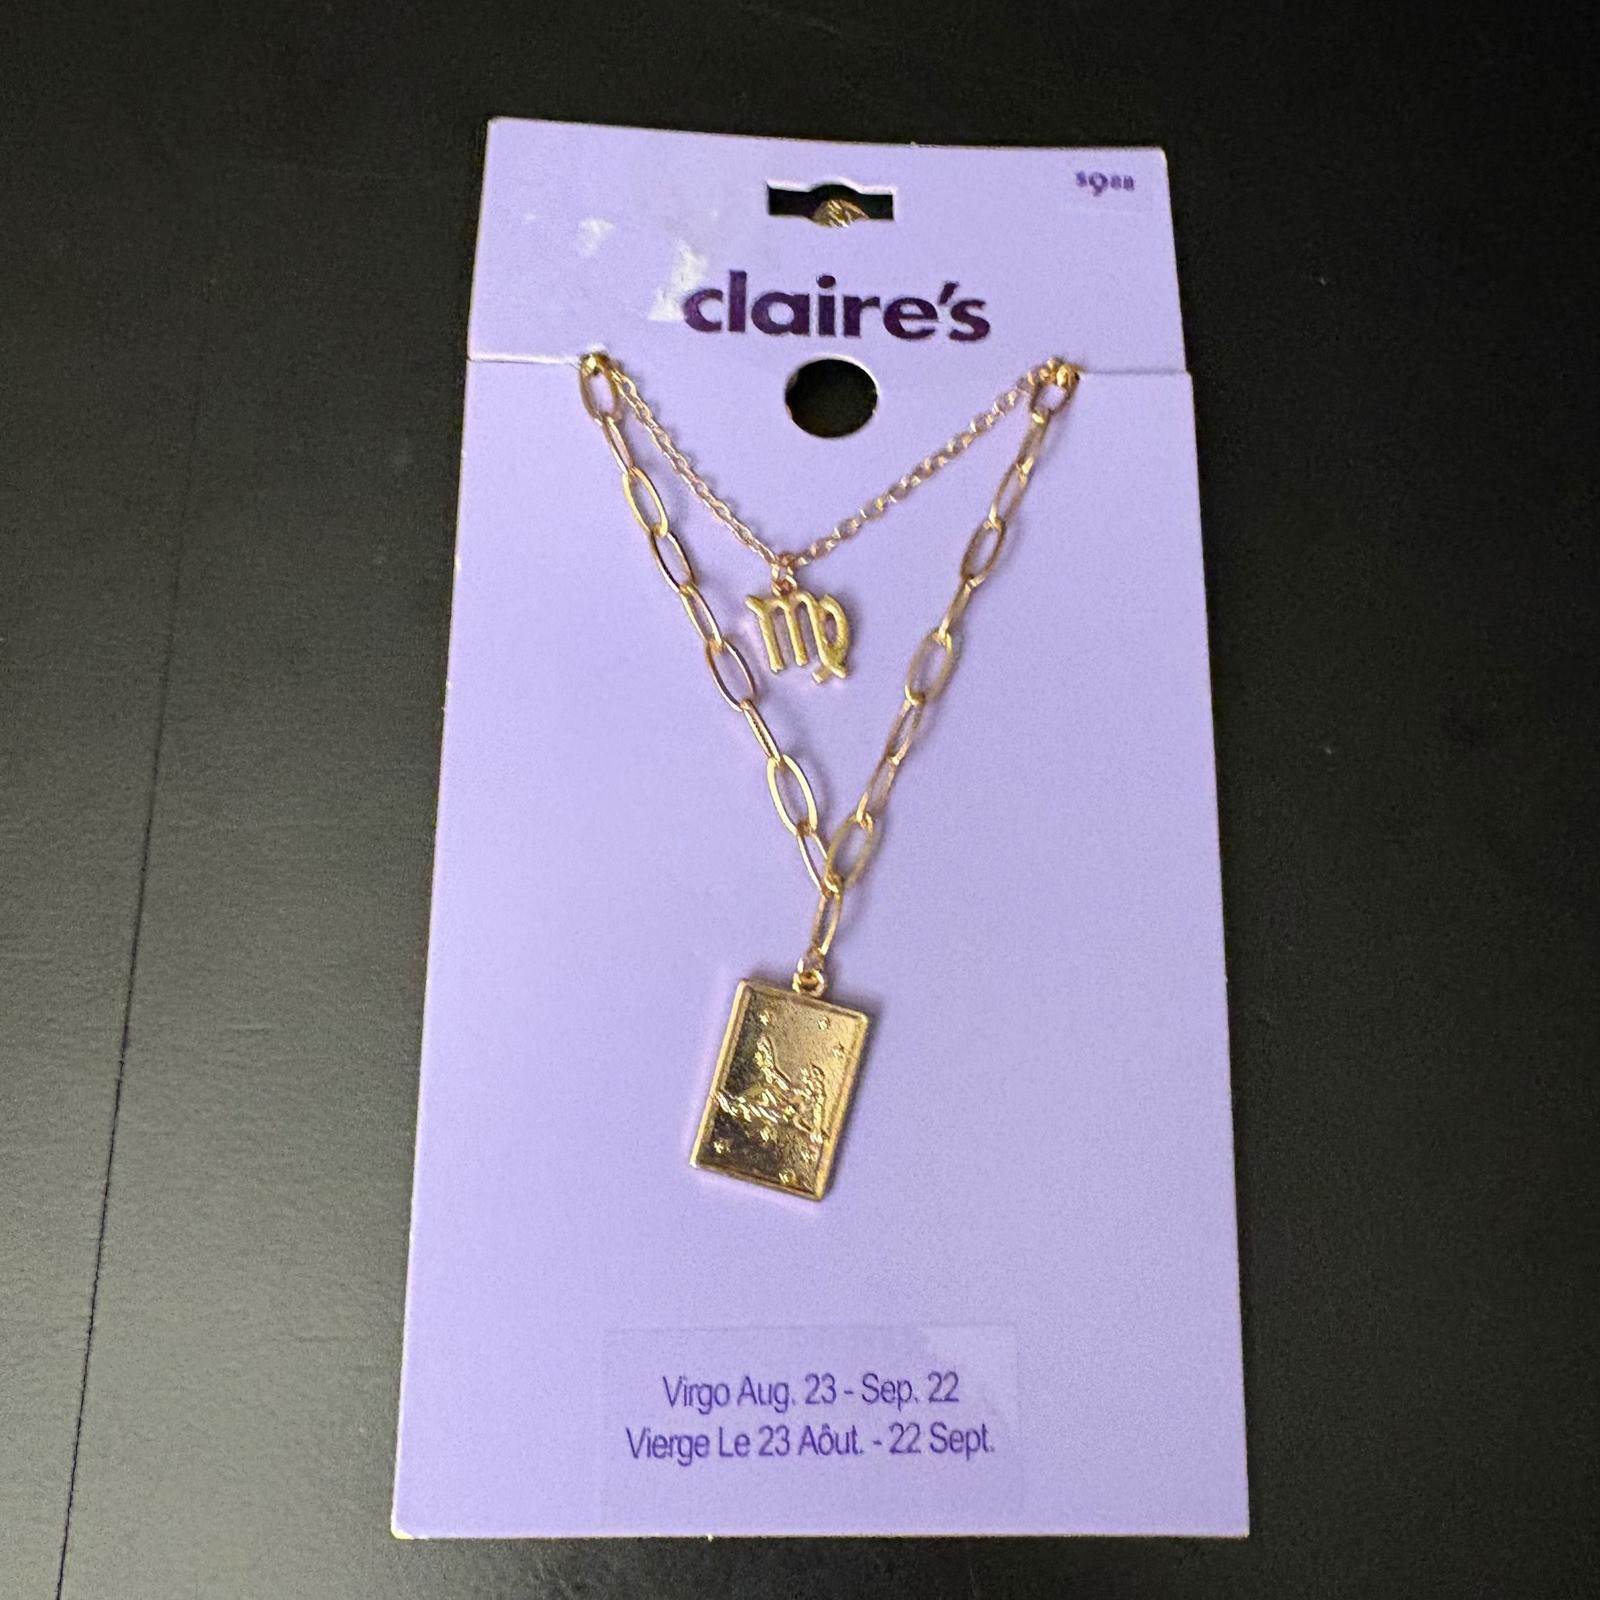 $9.88
claire's
Virgo Aug. 23 - Sep. 22
Vierge Le 23 Aôut. - 22 Sept.